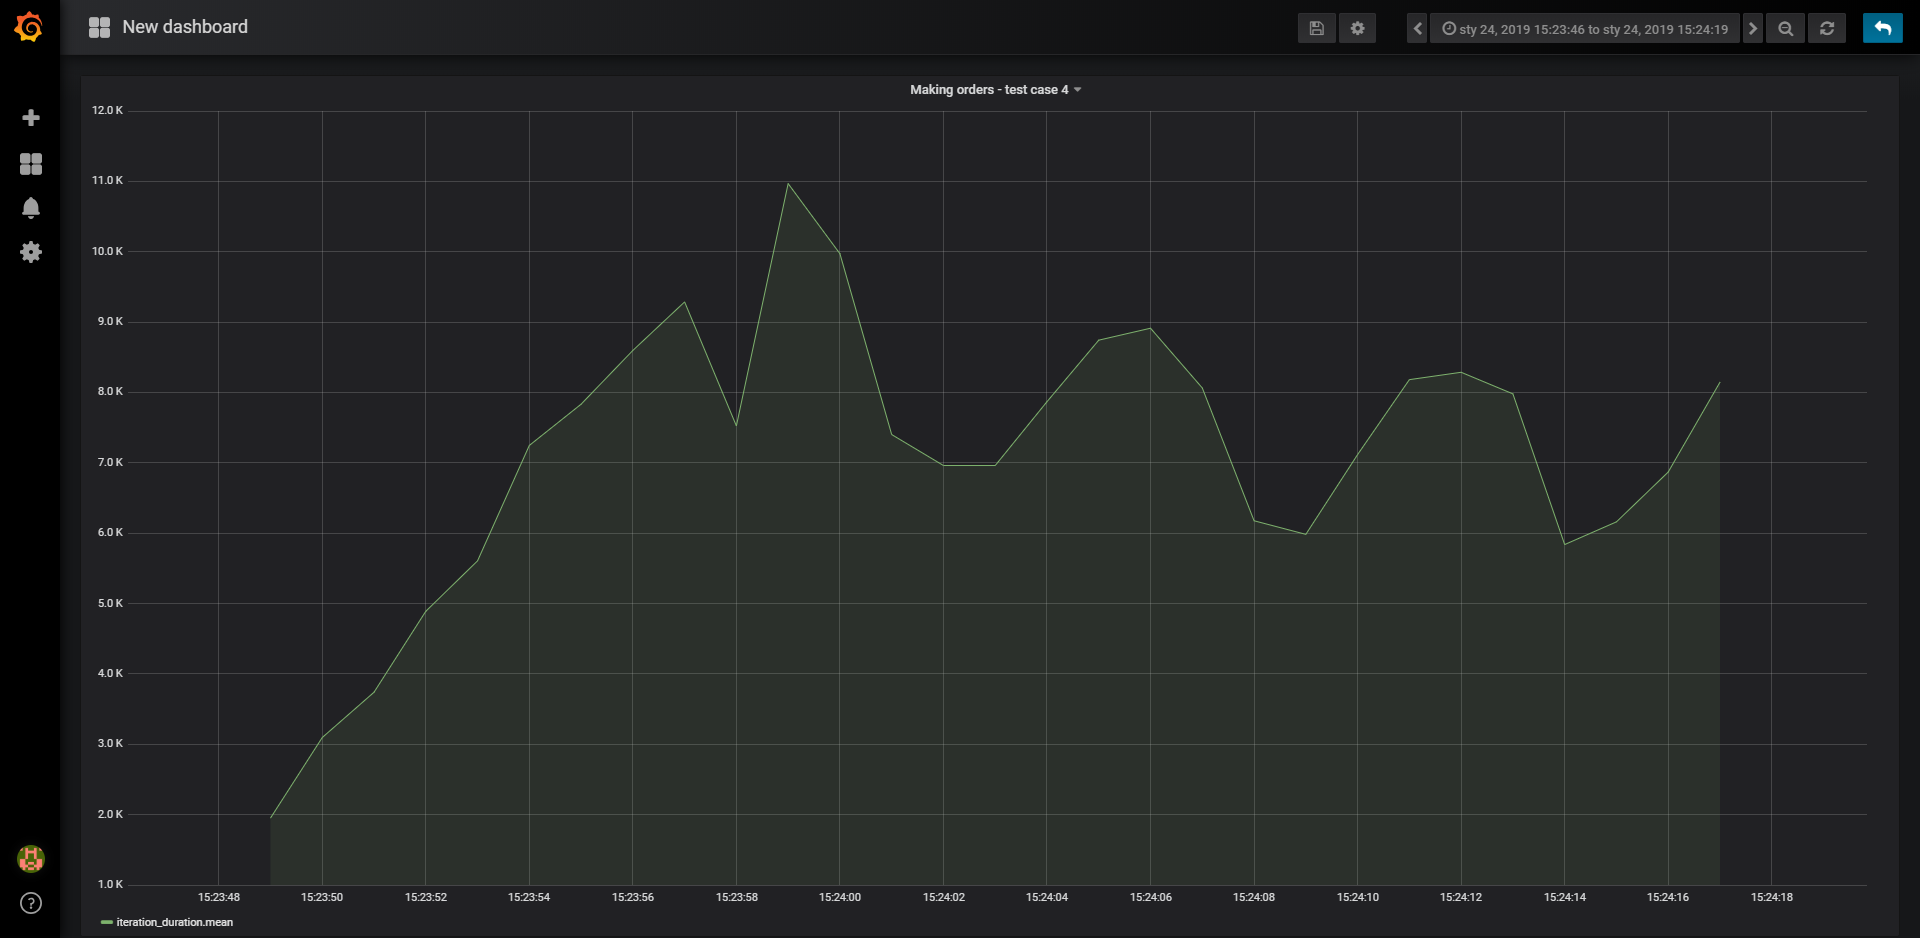 New dashboard
sty 24, 2019 15:23:46 to sty 24, 2019 15:24:19
Making orders - test case 4
12.0 K
11.0 K
10.0 K
9.0 K
8.0 K
7.0 K
6.0 K
5.0 K
4.0 K
3.0 K
2.0 K
1.0 K
15:23:48 15:23:50 15:23:52 15:23:54 15:23:56 15:23:58 15:24:00 15:24:02 15:24:04 15:24:06 15:24:08 15:24:10 15:24:12 15:24:14 15:24:16 15:24:18
iteration_duration.mean